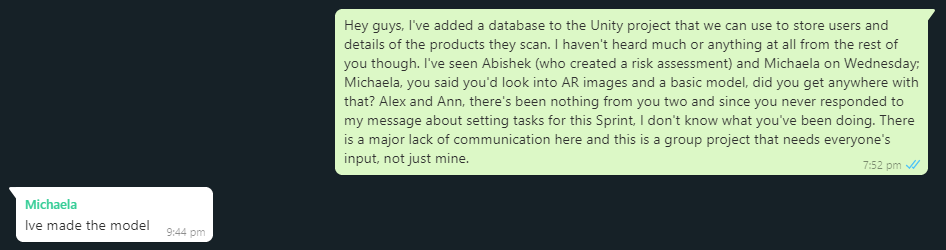 Hey guys, I've added a database to the Unity project that we can use to store users and
details of the products they scan. I haven't heard much or anything at all from the rest of
you though. I've seen Abishek (who created a risk assessment) and Michaela on Wednesday;
Michaela, you said you'd look into AR images and a basic model, did you get anywhere with
that? Alex and Ann, there's been nothing from you two and since you never responded to
my message about setting tasks for this Sprint, I don't know what you've been doing. There
is a major lack of communication here and this is a group project that needs everyone's
input, not just mine.
7:52 pm
Michaela
Ive made the model
9:44 pm